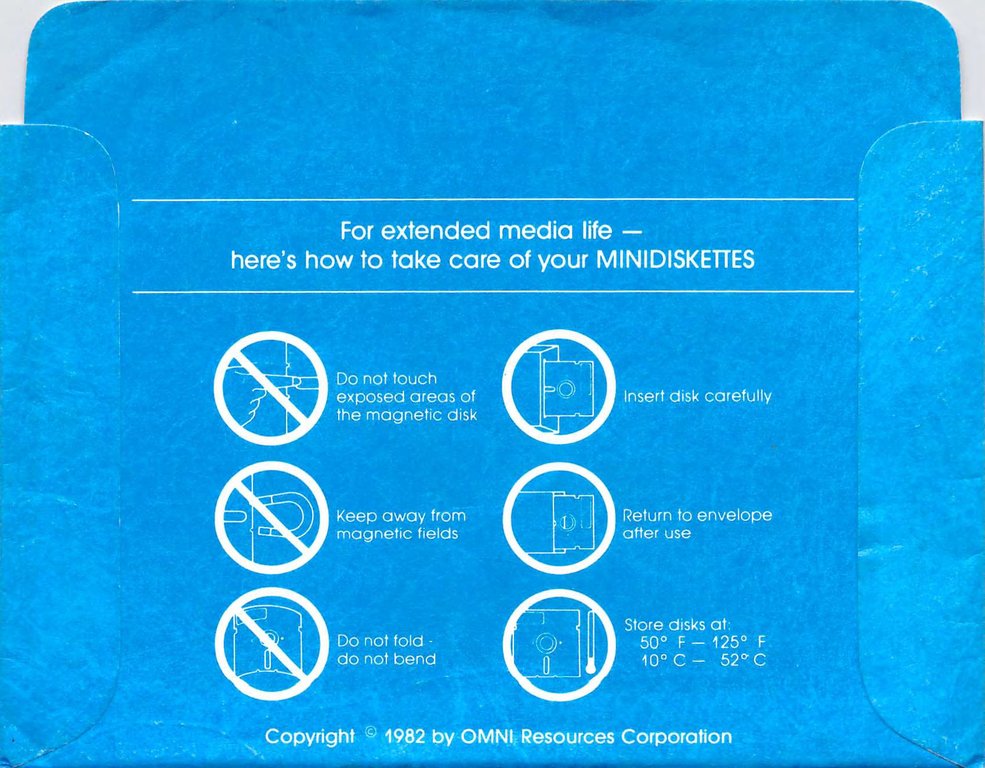 For extended media life —
here's how to take care of your MINIDISKETTES
Do not touch
exposed areas of
the magnetic disk
Insert disk carefully
Keep away from
magnetic fields
Return to envelope
after use
Do not fold -
do not bend
Store disks at:
50° F — 125° F
10° C — 52° C
Copyright © 1982 by OMNI Resources Corporation